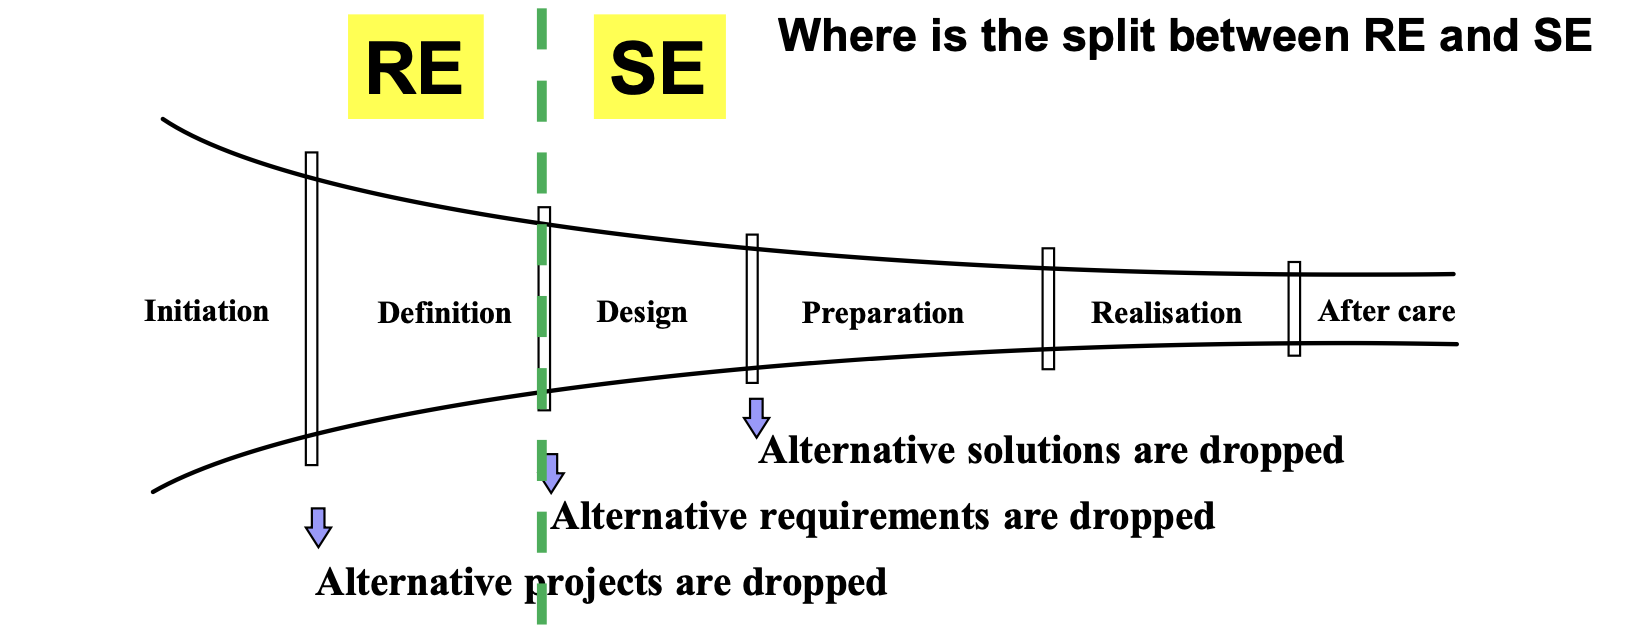 RE
SE
Where is the split between RE and SE
Initiation
Definition
Design
Preparation
Realisation
After care
Alternative solutions are dropped
Alternative requirements are dropped
Alternative projects are dropped